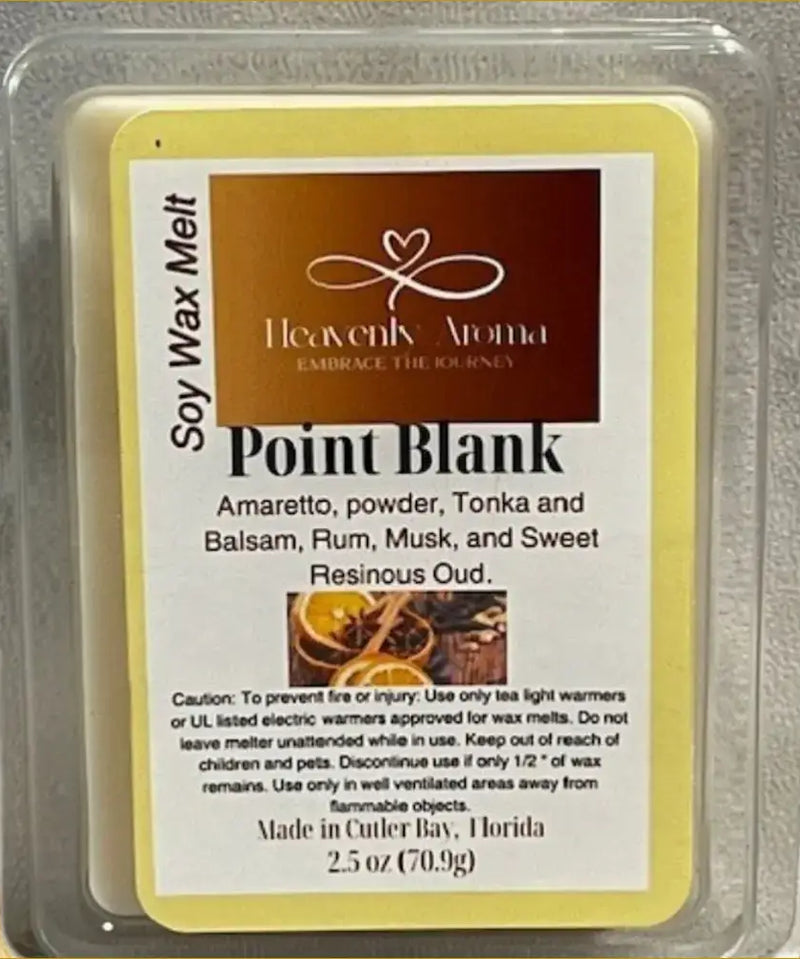 Soy Wax Melt
Heavenly Aroma
EMBRACE THE JOURNEY
Point Blank
Amaretto, powder, Tonka and
Balsam, Rum, Musk, and Sweet
Resinous Oud.
Caution: To prevent fire or injury: Use only tea light warmers
or UL listed electric warmers approved for wax melts. Do not
leave melter unattended while in use. Keep out of reach of
children and pets. Discontinue use if only 1/2 " of wax
remains. Use only in well ventilated areas away from
flammable objects.
Made in Cutler Bay, Florida
2.5 oz (70.9g)